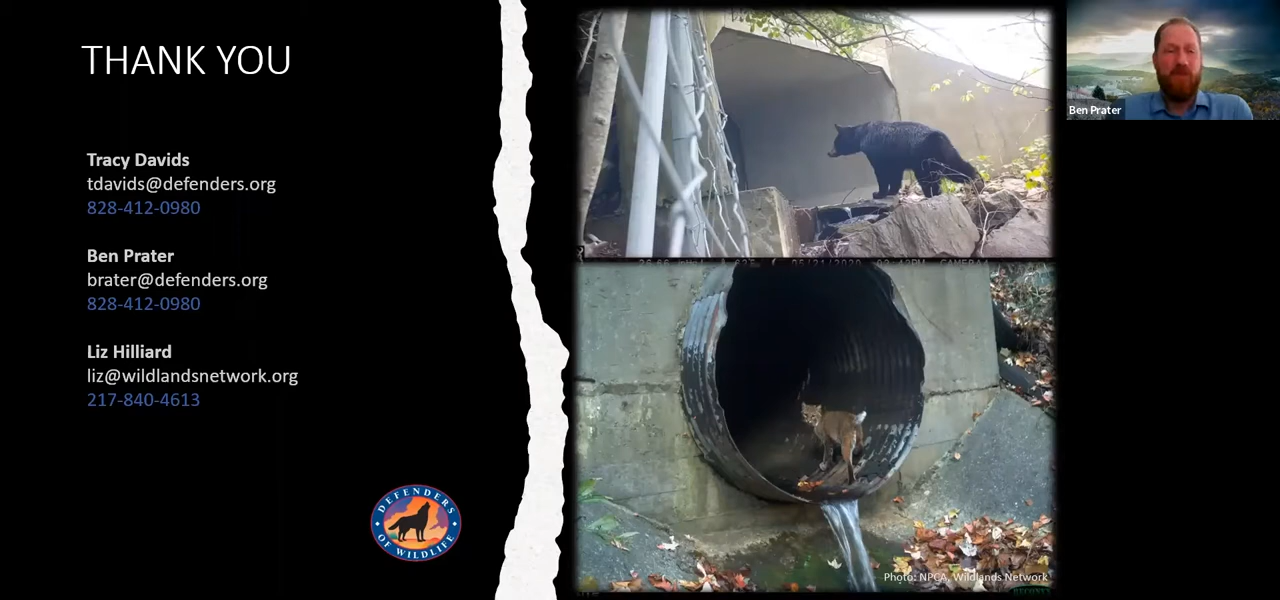 THANK YOU
Tracy Davids
tdavids@defenders.org
828-412-0980
Ben Prater
brater@defenders.org
828-412-0980
Liz Hilliard
liz@wildlandsnetwork.org
217-840-4613
DEFENDERS
OF WILDLIFE
Photo: NPCA, Wildlands Network
RECONYX
Ben Prater